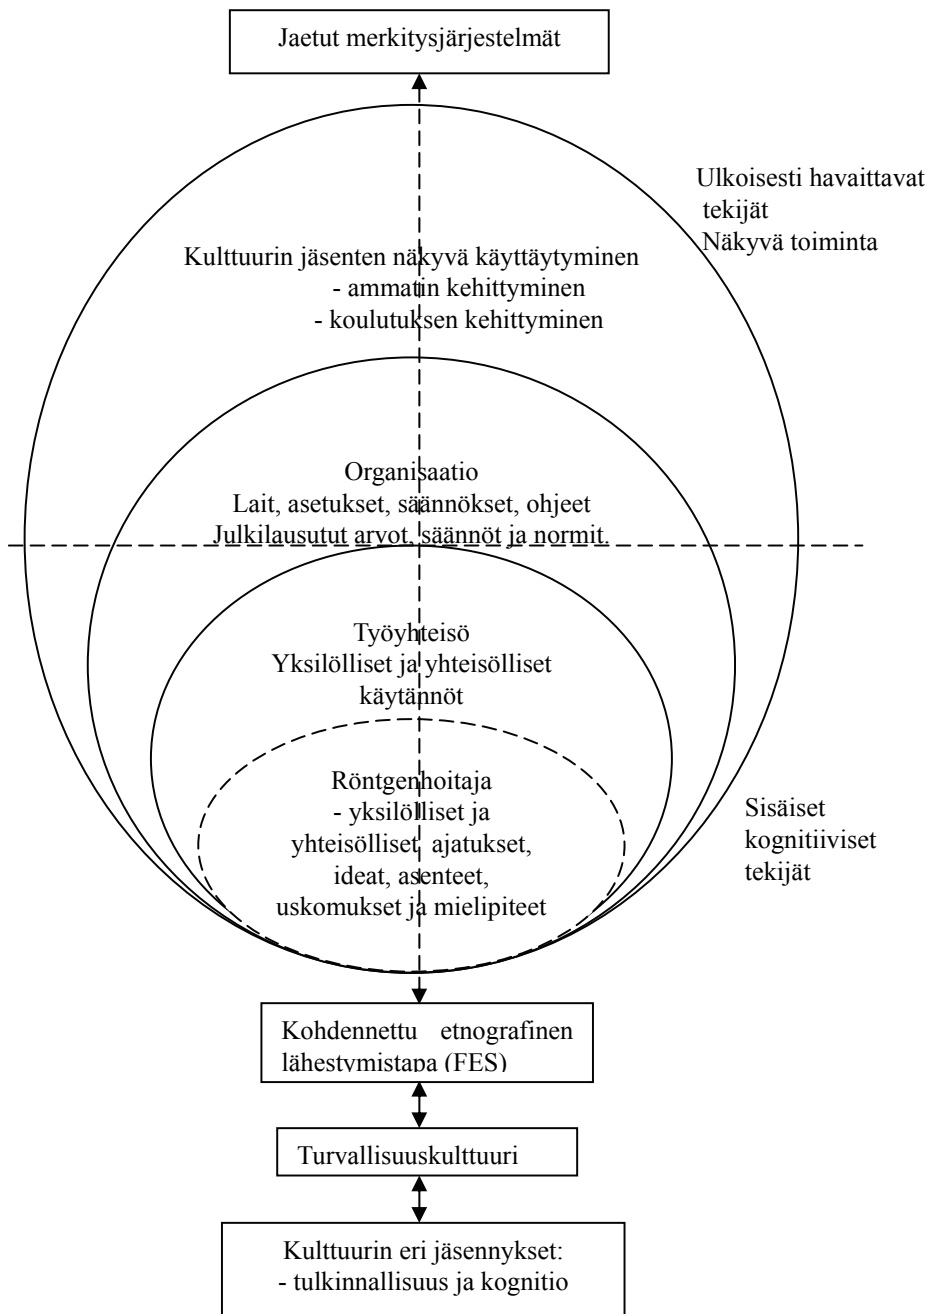 Jaetut merkitysjärjestelmät
Ulkoisesti havaittavat
tekijät
Näkyvä toiminta
Kulttuurin jäsenten näkyvä käyttäytyminen
- ammatin kehittyminen
- koulutuksen kehittyminen
Organisaatio
Lait, asetukset, säännökset, ohjeet
Julkilausutut arvot, säännöt ja normit.
Työyhteisö
Yksilölliset ja yhteisölliset
käytännöt
Röntgenhoitaja
- yksilölliset ja
yhteisölliset ajatukset,
ideat, asenteet,
uskomukset ja mielipiteet
Sisäiset
kognitiiviset
tekijät
Kohdennettu etnografinen
lähestymistapa (FES)
Turvallisuuskulttuuri
Kulttuurin eri jäsennykset:
- tulkinnallisuus ja kognitio